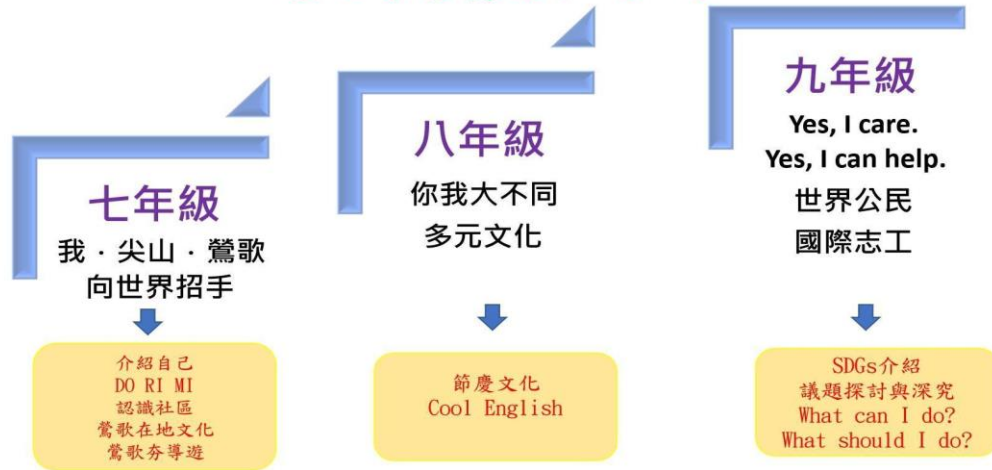 七年級
我．尖山．鶯歌
向世界招手
介紹自己
DO RI MI
認識社區
鶯歌在地文化
鶯歌夯導遊
八年級
你我大不同
多元文化
節慶文化
Cool English
九年級
Yes, I care.
Yes, I can help.
世界公民
國際志工
SDGs介紹
議題探討與深究
What can I do?
What should I do?